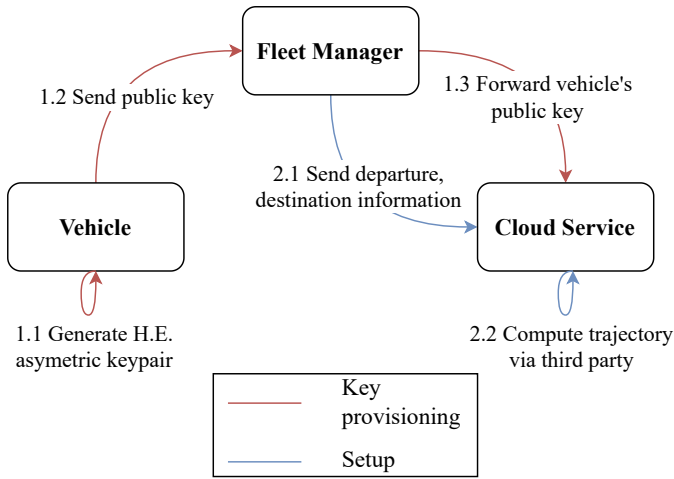 Fleet Manager
1.2 Send public key
1.3 Forward vehicle's
public key
2.1 Send departure,
destination information
Vehicle
Cloud Service
1.1 Generate H.E.
asymetric keypair
2.2 Compute trajectory
via third party
Key
provisioning
Setup